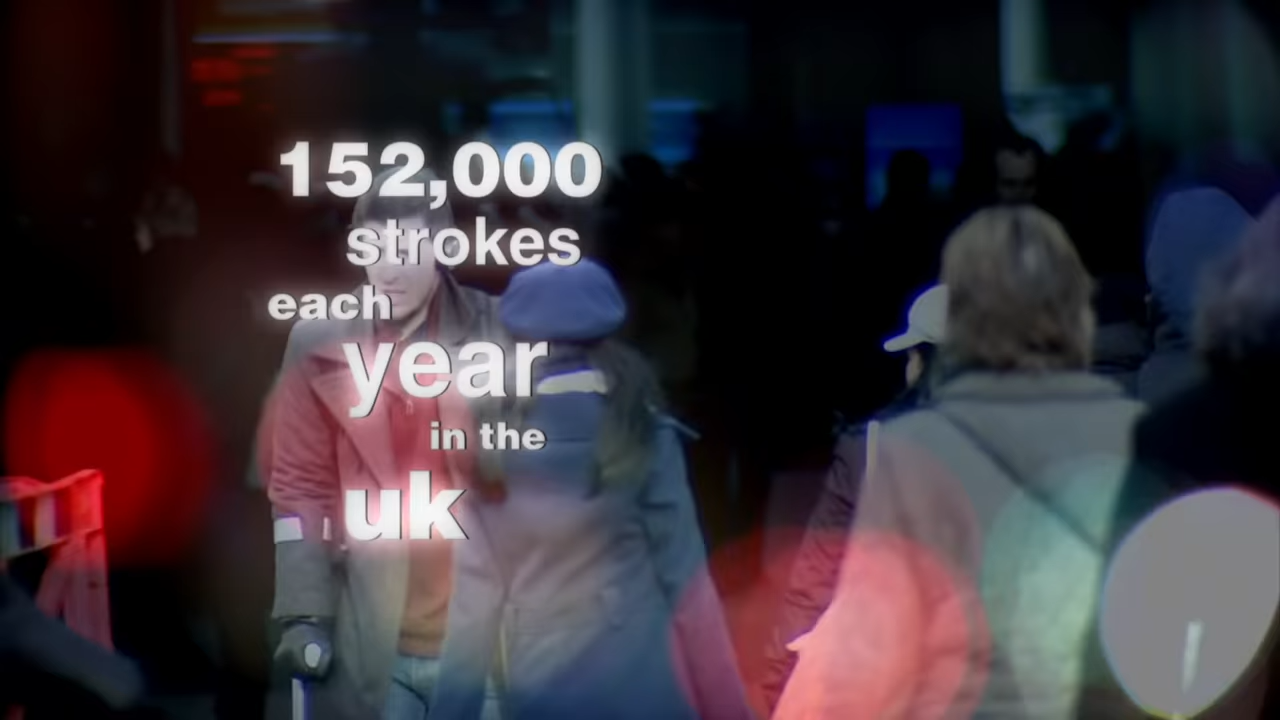 152,000
strokes
each
year
in the
uk